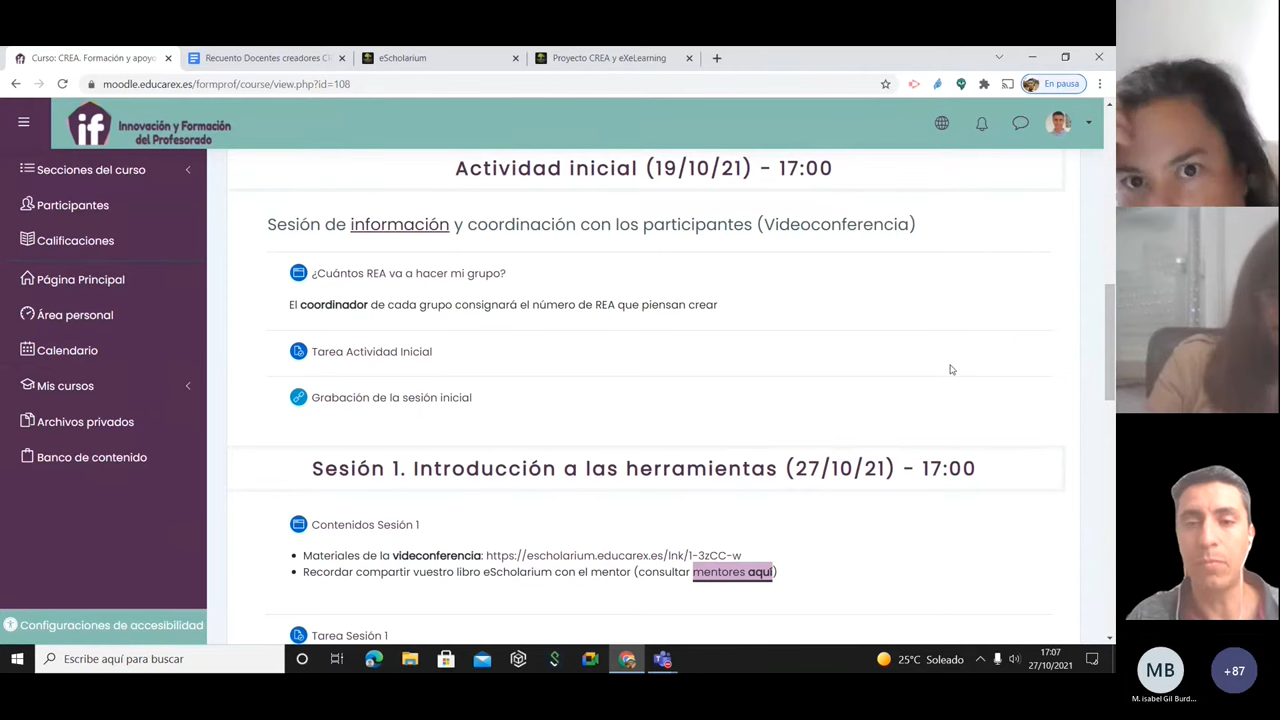 Curso: CREA. Formación y apoyo
Recuento Docentes creadores CR
eScholarium
Proyecto CREA y eXeLearning
moodle.educarex.es/formprof/course/view.php?id=108
En pausa
if
Innovación y Formación
del Profesorado
Secciones del curso
Participantes
Calificaciones
Página Principal
Área personal
Calendario
Mis cursos
Archivos privados
Banco de contenido
Configuraciones de accesibilidad
Actividad inicial (19/10/21) - 17:00
Sesión de información y coordinación con los participantes (Videoconferencia)
¿Cuántos REA va a hacer mi grupo?
El coordinador de cada grupo consignará el número de REA que piensan crear
Tarea Actividad Inicial
Grabación de la sesión inicial
Sesión 1. Introducción a las herramientas (27/10/21) - 17:00
Contenidos Sesión 1
Materiales de la videoconferencia: https://escholarium.educarex.es/lnk/1-3zCC-w
Recordar compartir vuestro libro eScholarium con el mentor (consultar mentores aquí)
Tarea Sesión 1
Escribe aquí para buscar
25°C Soleado
17:07
27/10/2021
MB
M. isabel Gil Burd...
+87